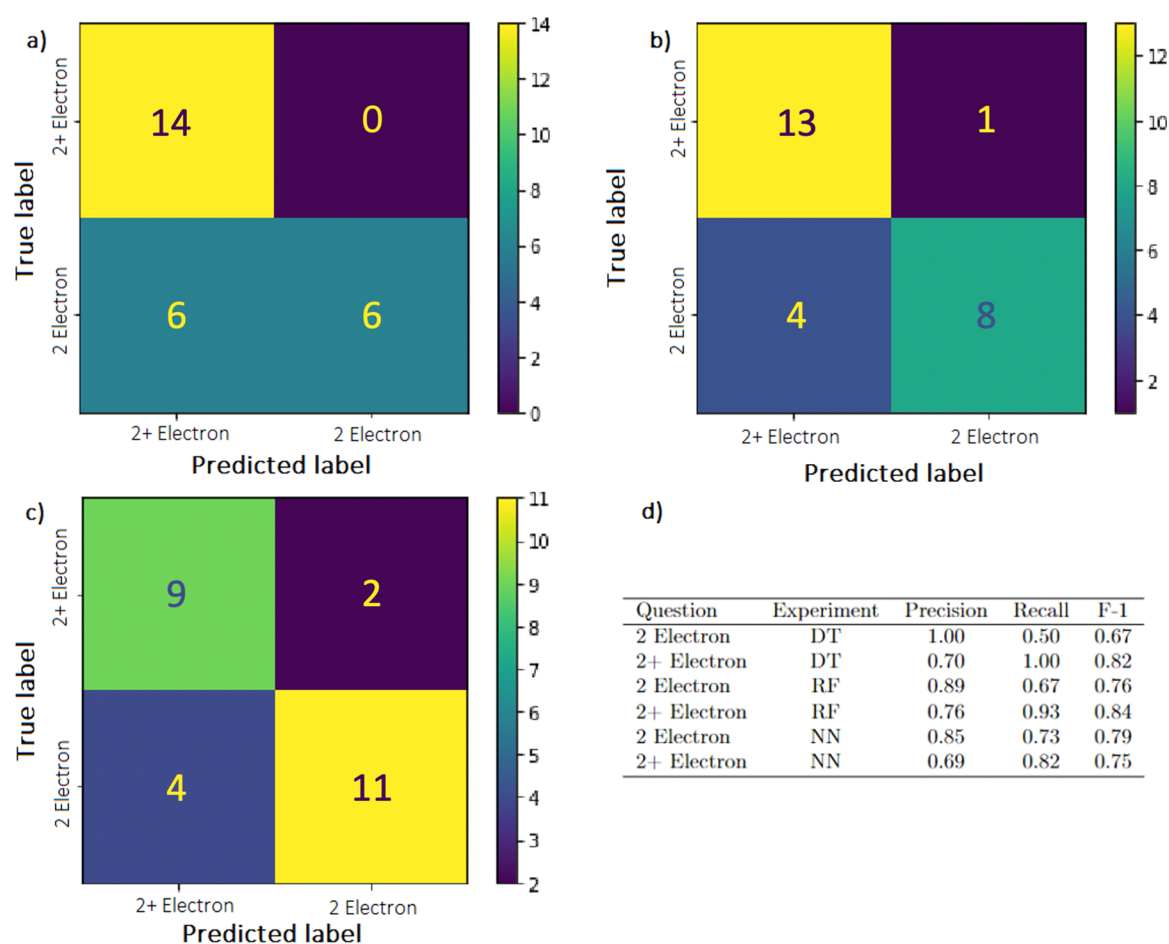 a)
True label
2+ Electron
2 Electron
14
0
6
6
2+ Electron
2 Electron
Predicted label
14
12
10
8
6
4
2
0
b)
True label
2+ Electron
2 Electron
13
1
4
8
2+ Electron
2 Electron
Predicted label
12
10
8
6
4
2
c)
True label
2+ Electron
2 Electron
9
2
4
11
2+ Electron
2 Electron
Predicted label
11
10
9
8
7
6
5
4
3
2
d)
Question Experiment Precision Recall F-1
2 Electron DT 1.00 0.50 0.67
2+ Electron DT 0.70 1.00 0.82
2 Electron RF 0.89 0.67 0.76
2+ Electron RF 0.76 0.93 0.84
2 Electron NN 0.85 0.73 0.79
2+ Electron NN 0.69 0.82 0.75